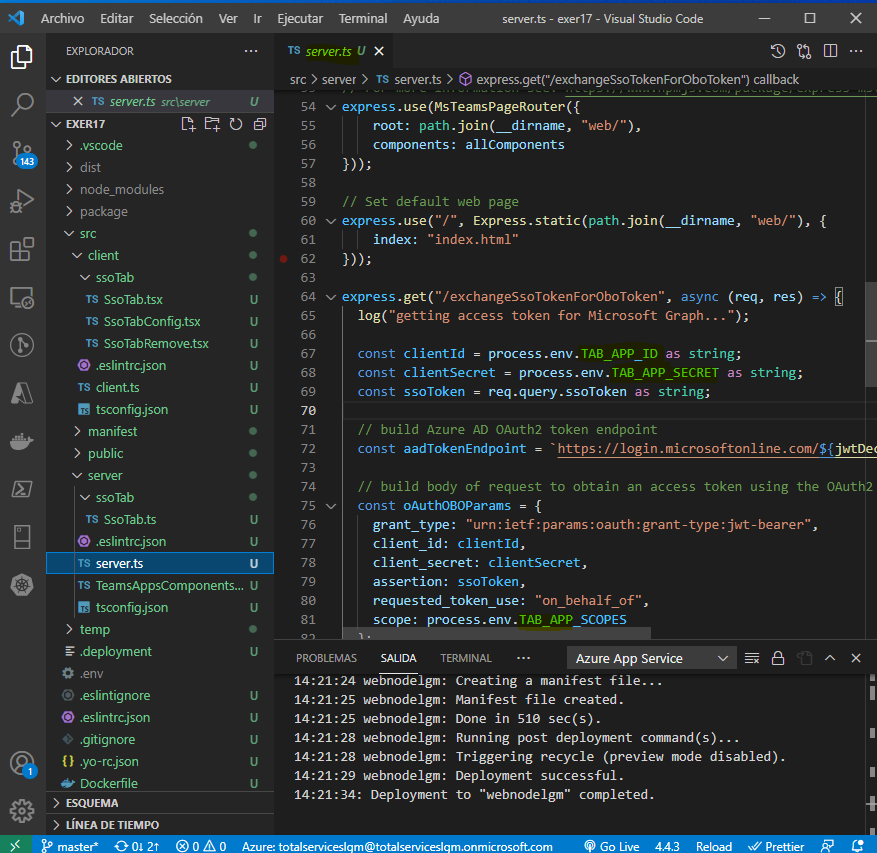 Archivo Editar Selección Ver Ir Ejecutar Terminal Ayuda server.ts - exer17 - Visual Studio Code
EXPLORADOR
EDITORES ABIERTOS
TS server.ts src\server U
EXER17
.vscode
dist
node_modules
package
src
client
ssoTab
TS SsoTab.tsx U
TS SsoTabConfig.tsx U
TS SsoTabRemove.tsx U
.eslintrc.json U
TS client.ts U
TS tsconfig.json U
manifest
public
server
ssoTab
TS SsoTab.ts U
.eslintrc.json U
TS server.ts U
TS TeamsAppsComponents... U
TS tsconfig.json U
temp
.deployment U
.env
.eslintignore U
.eslintrc.json U
.gitignore U
{} .yo-rc.json U
Dockerfile U
ESQUEMA
LÍNEA DE TIEMPO
143
1
TS server.ts U
src > server > TS server.ts > express.get("/exchangeSsoTokenForOboToken") callback
54 express.use(MsTeamsPageRouter({
55 root: path.join(__dirname, "web/"),
56 components: allComponents
57 }));
58
59 // Set default web page
60 express.use("/", Express.static(path.join(__dirname, "web/"), {
61 index: "index.html"
62 }));
63
64 express.get("/exchangeSsoTokenForOboToken", async (req, res) => {
65 log("getting access token for Microsoft Graph...");
66
67 const clientId = process.env.TAB_APP_ID as string;
68 const clientSecret = process.env.TAB_APP_SECRET as string;
69 const ssoToken = req.query.ssoToken as string;
70
71 // build Azure AD OAuth2 token endpoint
72 const aadTokenEndpoint = `https://login.microsoftonline.com/${jwtDec
73
74 // build body of request to obtain an access token using the OAuth2
75 const oAuthOBOParams = {
76 grant_type: "urn:ietf:params:oauth:grant-type:jwt-bearer",
77 client_id: clientId,
78 client_secret: clientSecret,
79 assertion: ssoToken,
80 requested_token_use: "on_behalf_of",
81 scope: process.env.TAB_APP_SCOPES
PROBLEMAS SALIDA TERMINAL ··· Azure App Service
14:21:24 webnodelgm: Creating a manifest file...
14:21:25 webnodelgm: Manifest file created.
14:21:25 webnodelgm: Done in 510 sec(s).
14:21:28 webnodelgm: Running post deployment command(s)...
14:21:28 webnodelgm: Triggering recycle (preview mode disabled).
14:21:29 webnodelgm: Deployment successful.
14:21:34: Deployment to "webnodelgm" completed.
master* 0↓ 2↑ 0 0 Azure: totalserviceslgm@totalserviceslgm.onmicrosoft.com Go Live 4.4.3 Reload Prettier